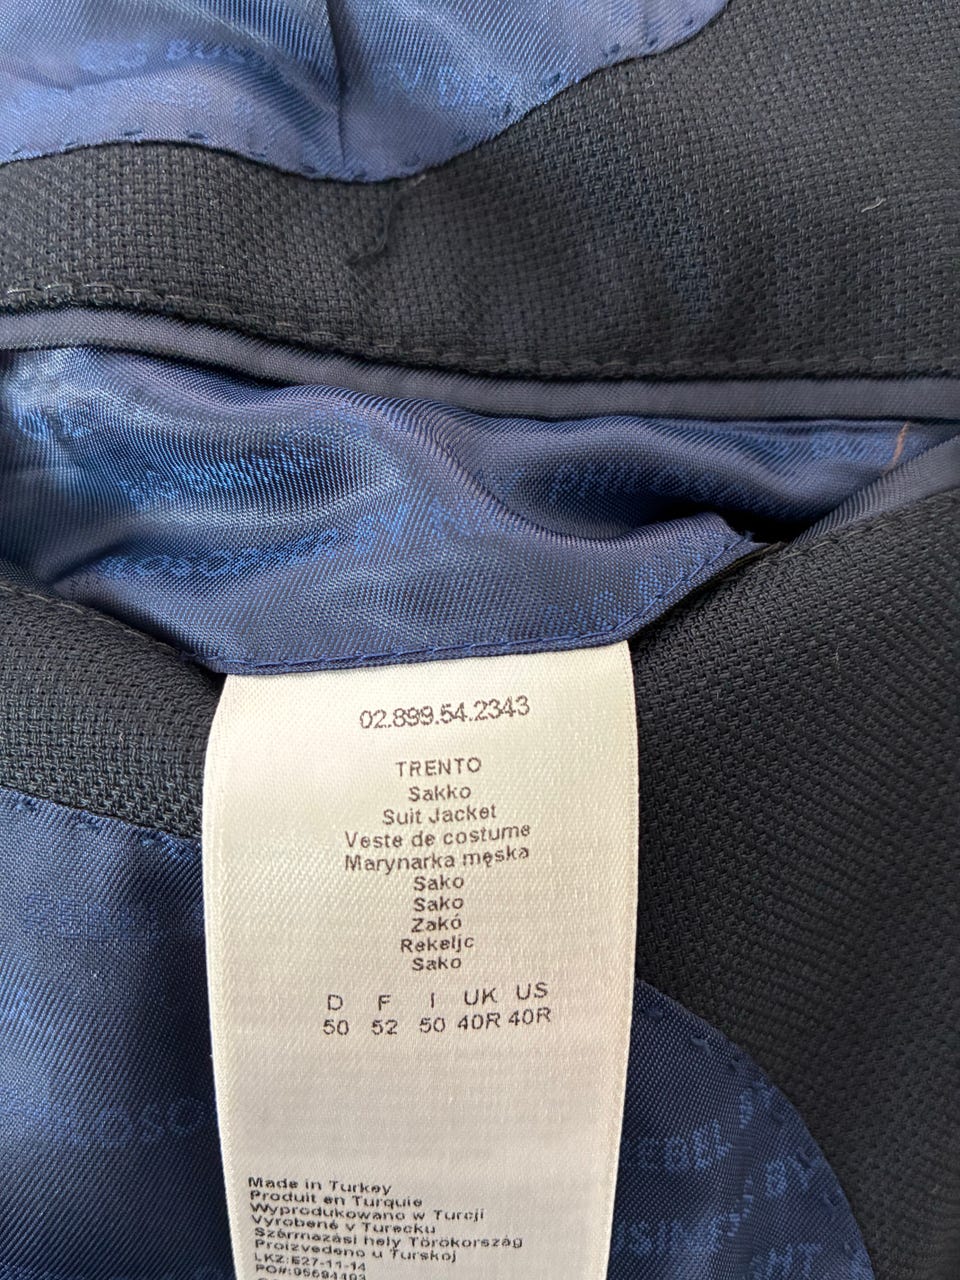 02.899.54.2343
TRENTO
Sakko
Suit Jacket
Veste de costume
Marynarka męska
Sako
Sako
Zakó
Rekeljc
Sako
D F I UK US
50 52 50 40R 40R
Made in Turkey
Produit en Turquie
Wyprodukowano w Turcji
Vyrobené v Turecku
Származási hely Törökország
Proizvedeno u Turskoj
LKZ:E27-11-14
PO#:95694493